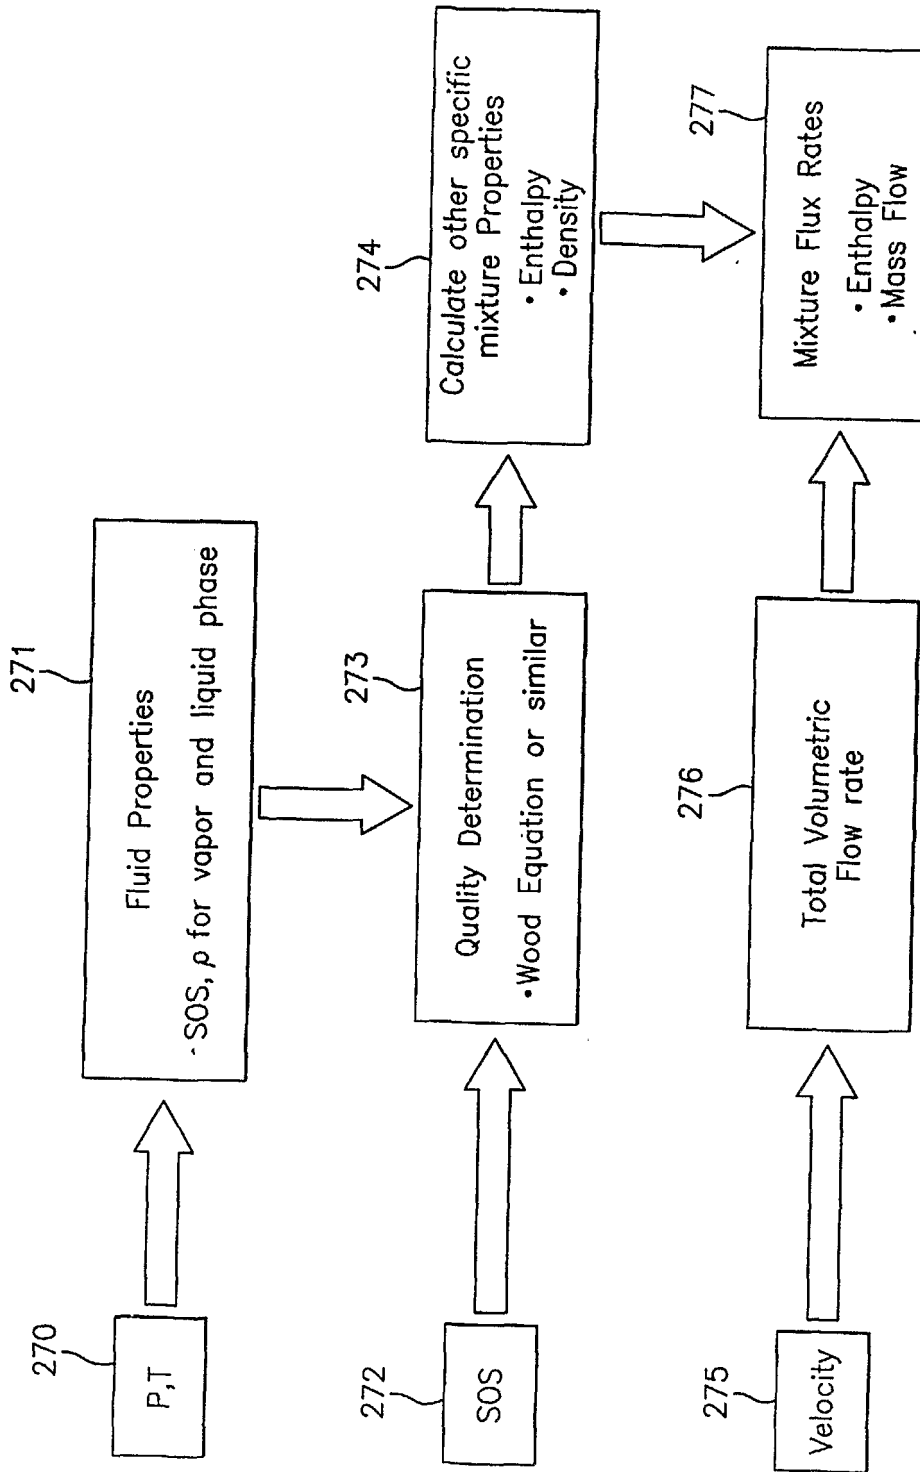 270
P,T
271
Fluid Properties
- SOS, ρ for vapor and liquid phase
272
SOS
273
Quality Determination
• Wood Equation or similar
274
Calculate other specific
mixture Properties
• Enthalpy
• Density
275
Velocity
276
Total Volumetric
Flow rate
277
Mixture Flux Rates
• Enthalpy
• Mass Flow